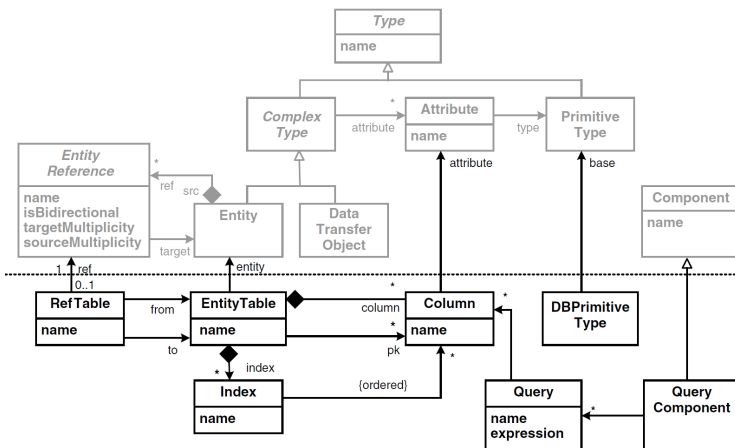 Type
name
Complex
Type
*
attribute
Attribute
name
type
Primitive
Type
Entity
Reference
name
isBidirectional
targetMultiplicity
sourceMultiplicity
*
ref
src
Entity
target
Data
Transfer
Object
attribute
base
Component
name
1
ref
0..1
entity
RefTable
name
from
to
EntityTable
name
*
column
*
pk
Column
name
*
*
DBPrimitive
Type
index
*
Index
name
{ordered}
Query
name
expression
*
Query
Component